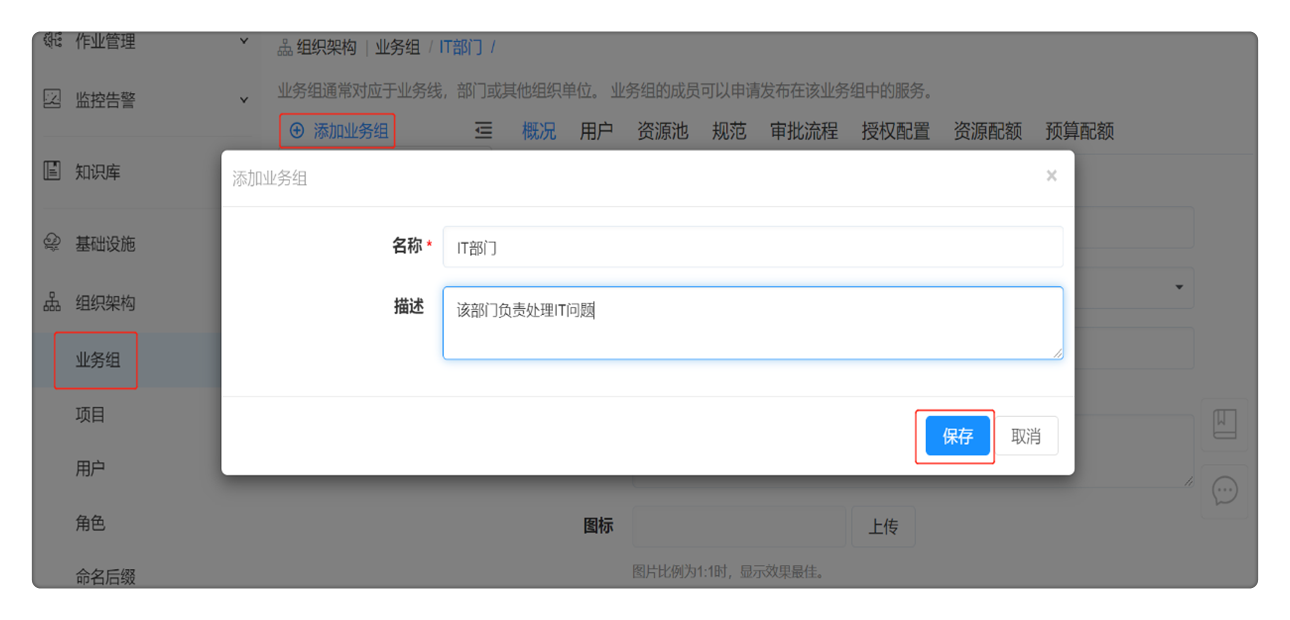 作业管理
组织架构 | 业务组 / IT部门 /
监控告警
业务组通常对应于业务线，部门或其他组织单位。 业务组的成员可以申请发布在该业务组中的服务。
添加业务组
概况 用户 资源池 规范 审批流程 授权配置 资源配额 预算配额
知识库
基础设施
组织架构
业务组
项目
用户
角色
命名后缀
添加业务组 ×
名称 * IT部门
描述 该部门负责处理IT问题
保存 取消
图标 上传
图片比例为1:1时，显示效果最佳。